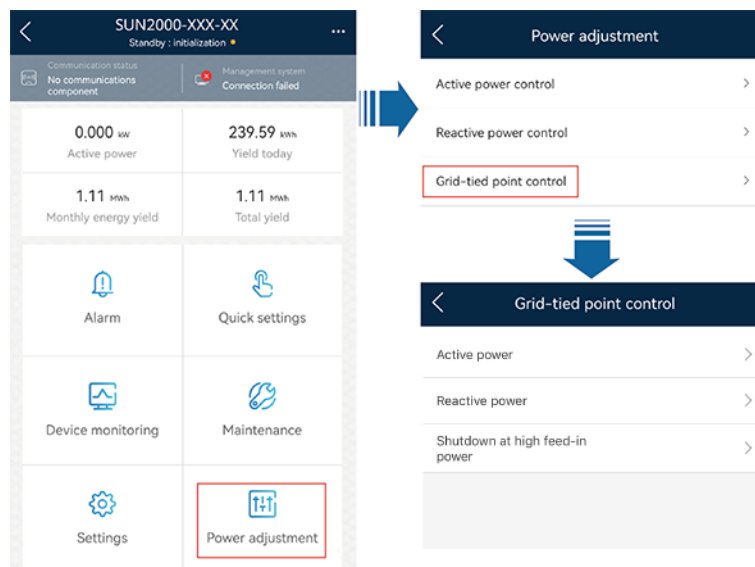 SUN2000-XXX-XX
Standby : initialization
Communication status
No communications
component
Management system
Connection failed
0.000 kW
Active power
239.59 kWh
Yield today
1.11 MWh
Monthly energy yield
1.11 MWh
Total yield
Alarm
Quick settings
Device monitoring
Maintenance
Settings
Power adjustment
Power adjustment
Active power control
Reactive power control
Grid-tied point control
Grid-tied point control
Active power
Reactive power
Shutdown at high feed-in
power